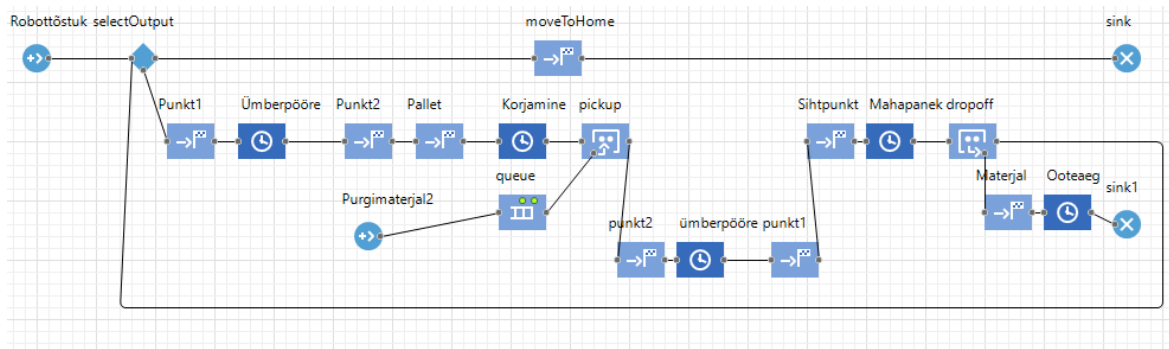 Robottõstuk selectOutput moveToHome sink
Punkt1 Ümberpööre Punkt2 Pallet Korjamine pickup Sihtpunkt Mahapanek dropoff
queue Materjal Ooteaeg sink1
Purgimaterjal2
punkt2 ümberpööre punkt1